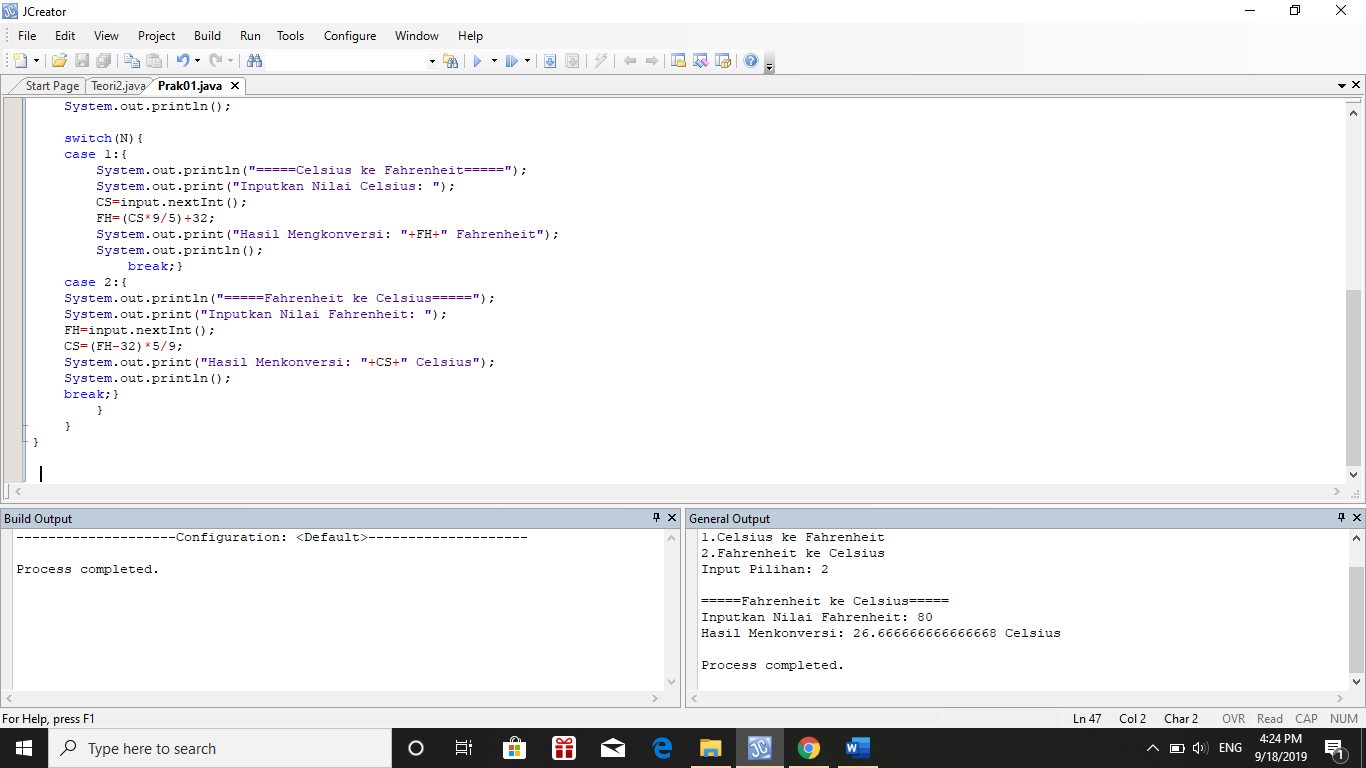 JCreator
File Edit View Project Build Run Tools Configure Window Help
Start Page Teori2.java Prak01.java
System.out.println();
switch(N){
case 1:{
System.out.println("=====Celsius ke Fahrenheit=====");
System.out.print("Inputkan Nilai Celsius: ");
CS=input.nextInt();
FH=(CS*9/5)+32;
System.out.print("Hasil Mengkonversi: "+FH+" Fahrenheit");
System.out.println();
break;}
case 2:{
System.out.println("=====Fahrenheit ke Celsius=====");
System.out.print("Inputkan Nilai Fahrenheit: ");
FH=input.nextInt();
CS=(FH-32)*5/9;
System.out.print("Hasil Menkonversi: "+CS+" Celsius");
System.out.println();
break;}
}
}
}
Build Output
--------------------Configuration: <Default>--------------------
Process completed.
General Output
1.Celsius ke Fahrenheit
2.Fahrenheit ke Celsius
Input Pilihan: 2
=====Fahrenheit ke Celsius=====
Inputkan Nilai Fahrenheit: 80
Hasil Menkonversi: 26.666666666666668 Celsius
Process completed.
For Help, press F1
Ln 47 Col 2 Char 2 OVR Read CAP NUM
Type here to search
ENG
4:24 PM
9/18/2019
1